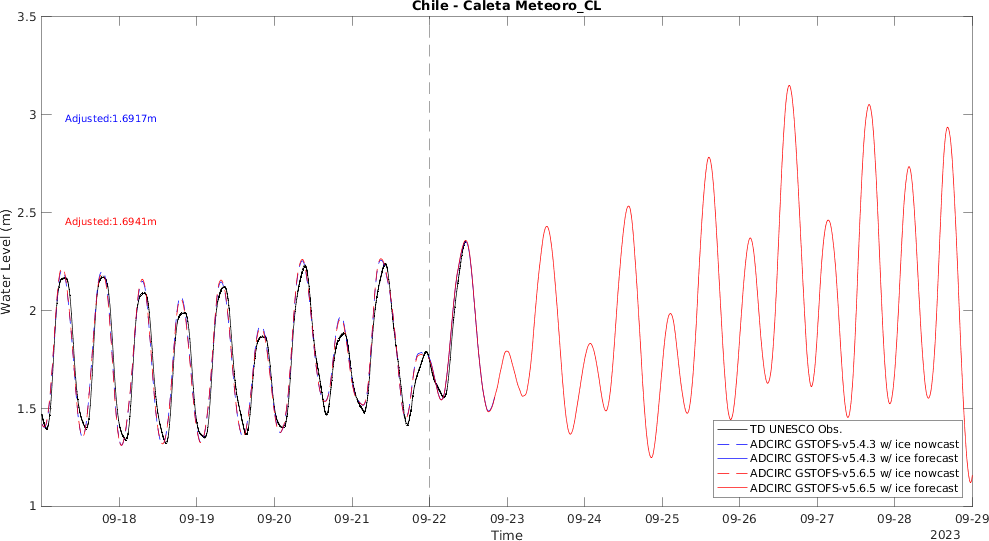 Chile - Caleta Meteoro_CL
3.5
3
2.5
2
1.5
1
Water Level (m)
Adjusted:1.6917m
Adjusted:1.6941m
TD UNESCO Obs.
ADCIRC GSTOFS-v5.4.3 w/ ice nowcast
ADCIRC GSTOFS-v5.4.3 w/ ice forecast
ADCIRC GSTOFS-v5.6.5 w/ ice nowcast
ADCIRC GSTOFS-v5.6.5 w/ ice forecast
09-18 09-19 09-20 09-21 09-22 09-23 09-24 09-25 09-26 09-27 09-28 09-29
Time
2023